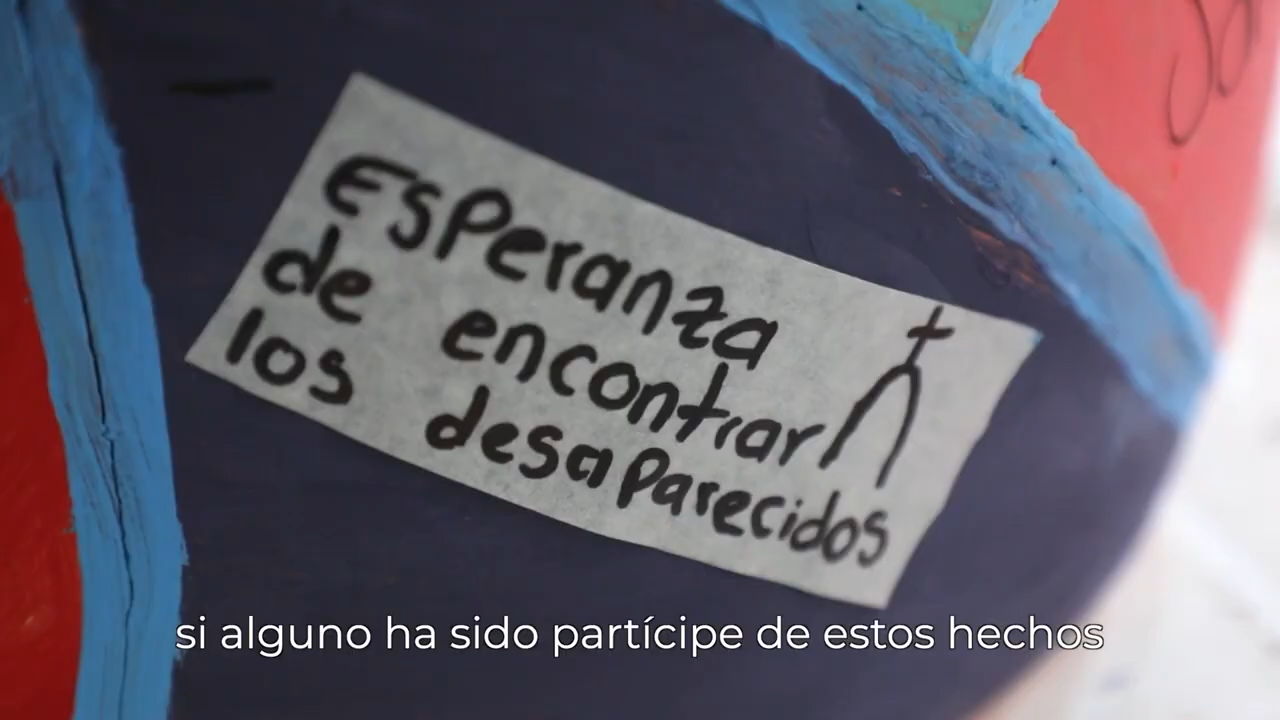 Esperanza
de encontrar
los desaparecidos
si alguno ha sido partícipe de estos hechos